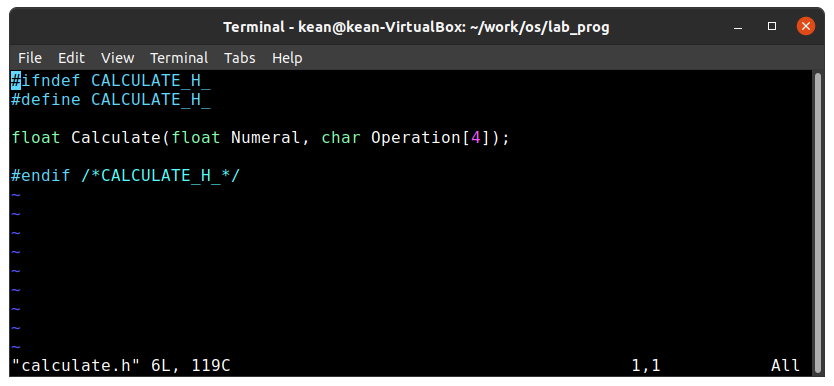 Terminal - kean@kean-VirtualBox: ~/work/os/lab_prog
File Edit View Terminal Tabs Help
#ifndef CALCULATE_H_
#define CALCULATE_H_
float Calculate(float Numeral, char Operation[4]);
#endif /*CALCULATE_H_*/
~
~
~
~
~
~
~
~
~
"calculate.h" 6L, 119C 1,1 All